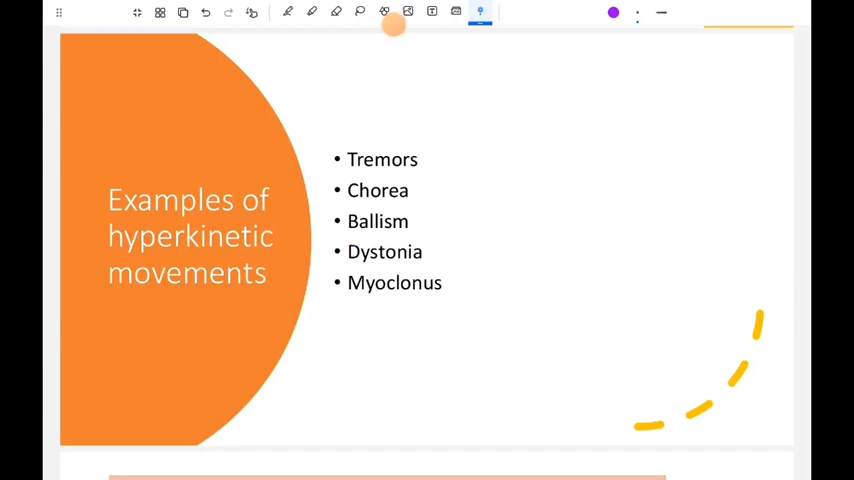 Examples of
hyperkinetic
movements
• Tremors
• Chorea
• Ballism
• Dystonia
• Myoclonus